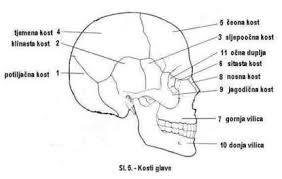 tjemena kost 4
klinasta kost 2
potiljačna kost 1
5 čeona kost
3 sljepoočna kost
11 očna duplja
6 sitasta kost
8 nosna kost
9 jagodična kost
7 gornja vilica
10 donja vilica
Sl. 5. - Kosti glave